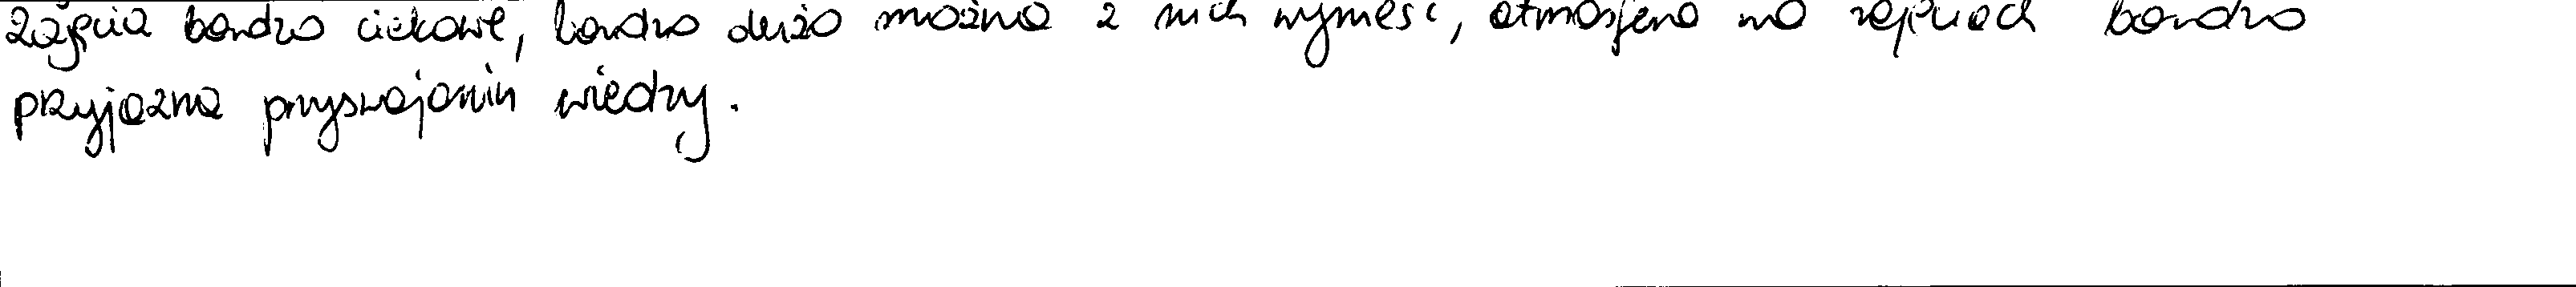 Zajęcia bardzo ciekawe, bardzo dużo można z nich wynieść, atmosfera na zajęciach bardzo
przyjazna przyswajaniu wiedzy.